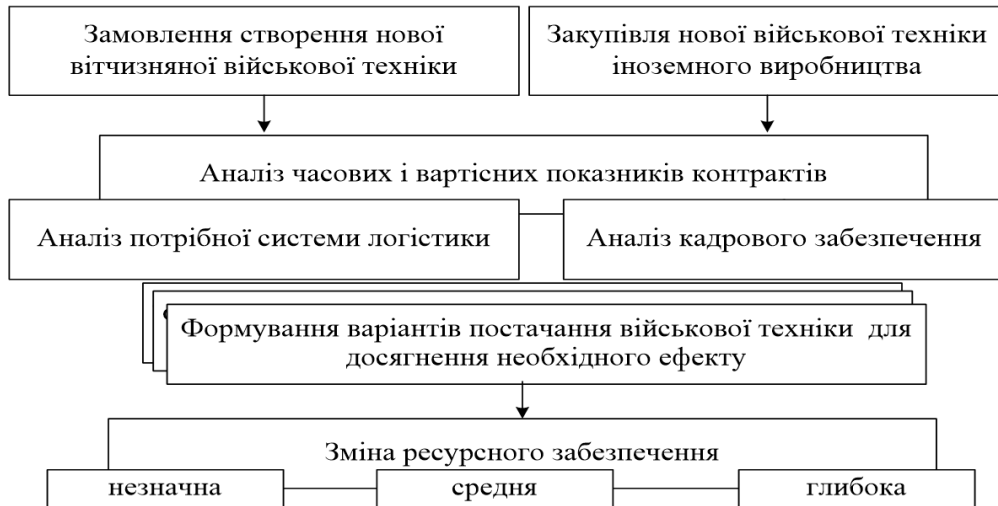 Замовлення створення нової
вітчизняної військової техніки
Закупівля нової військової техніки
іноземного виробництва
Аналіз часових і вартісних показників контрактів
Аналіз потрібної системи логістики
Аналіз кадрового забезпечення
Формування варіантів постачання військової техніки для
досягнення необхідного ефекту
Зміна ресурсного забезпечення
незначна
средня
глибока